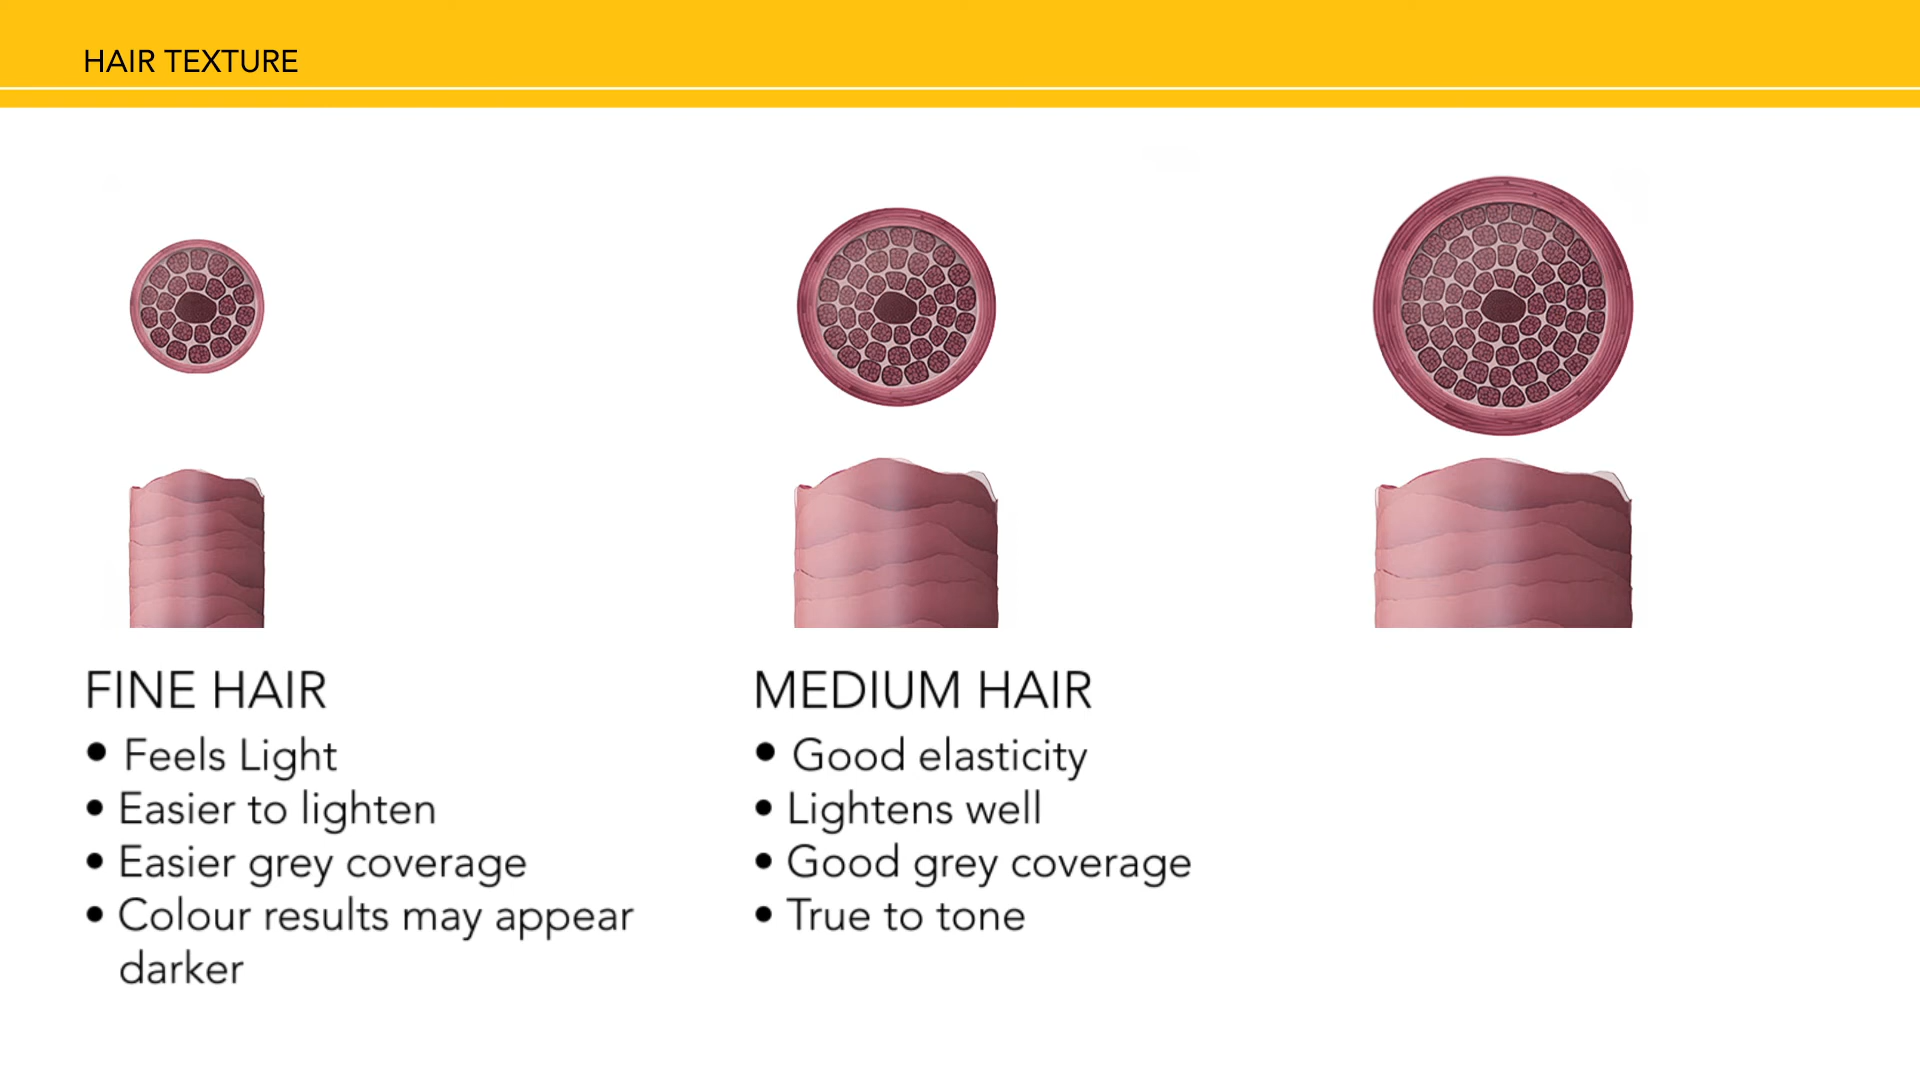 HAIR TEXTURE
FINE HAIR
• Feels Light
• Easier to lighten
• Easier grey coverage
• Colour results may appear
darker
MEDIUM HAIR
• Good elasticity
• Lightens well
• Good grey coverage
• True to tone